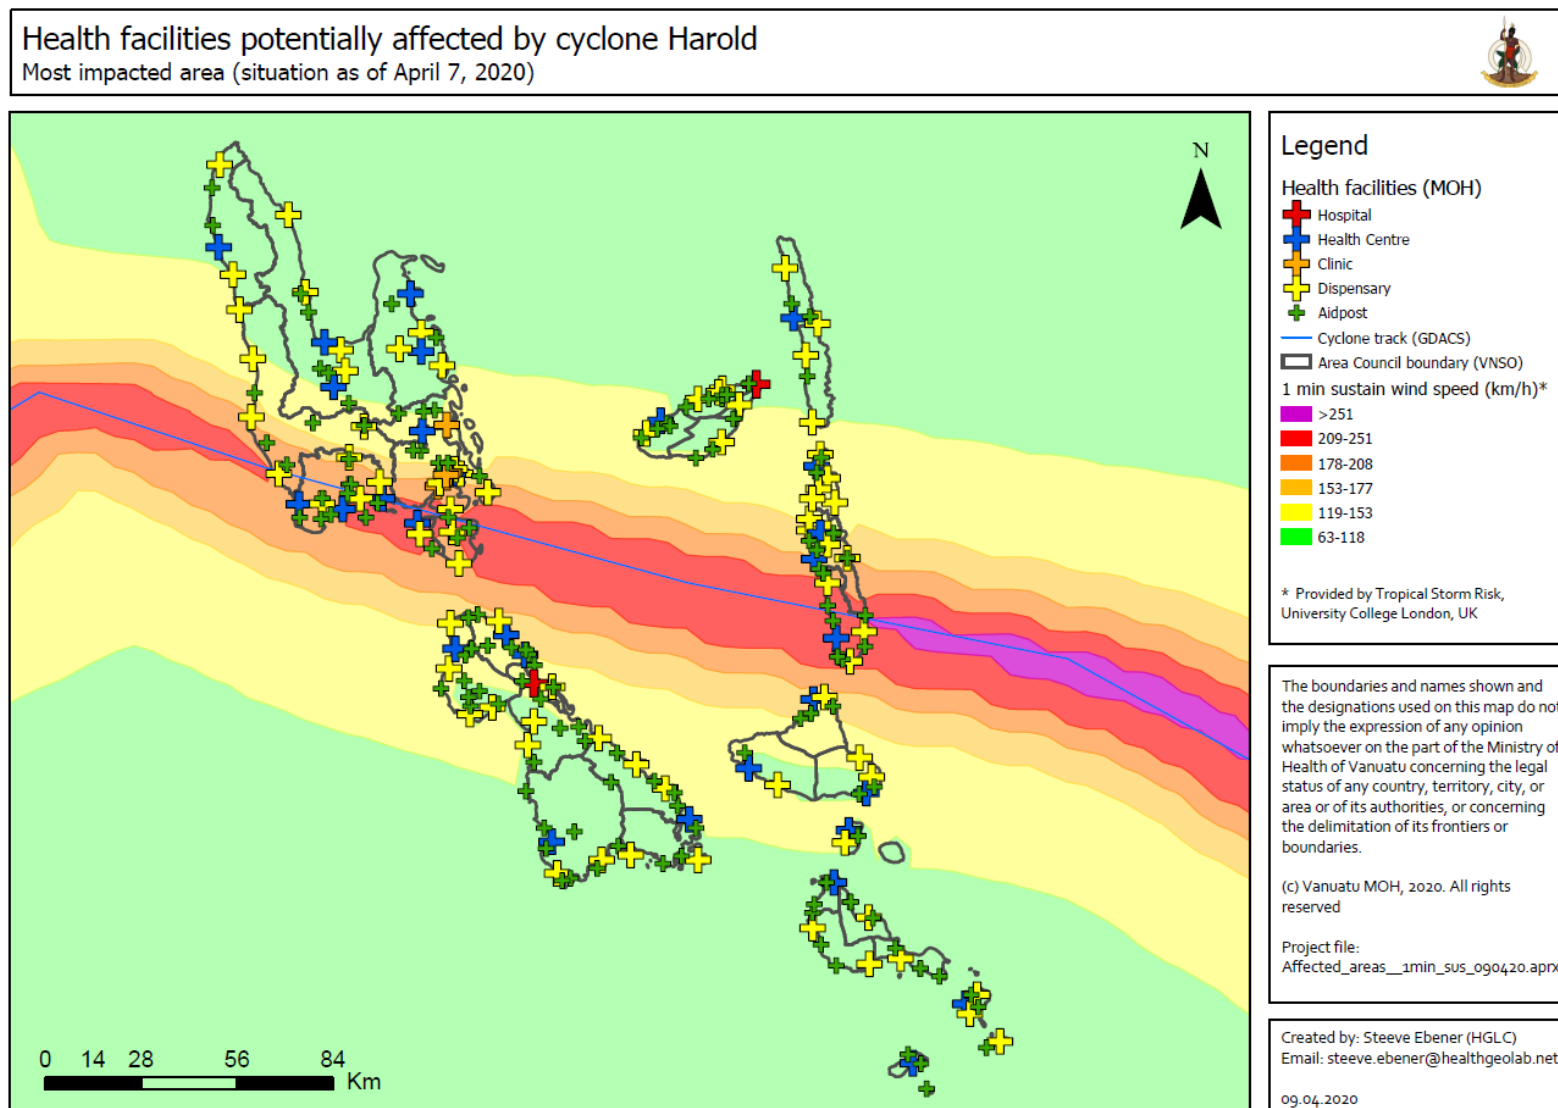 Health facilities potentially affected by cyclone Harold
Most impacted area (situation as of April 7, 2020)
N
0 14 28 56 84
Km
Legend
Health facilities (MOH)
Hospital
Health Centre
Clinic
Dispensary
Aidpost
Cyclone track (GDACS)
Area Council boundary (VNSO)
1 min sustain wind speed (km/h)*
>251
209-251
178-208
153-177
119-153
63-118
* Provided by Tropical Storm Risk,
University College London, UK
The boundaries and names shown and
the designations used on this map do not
imply the expression of any opinion
whatsoever on the part of the Ministry of
Health of Vanuatu concerning the legal
status of any country, territory, city, or
area or of its authorities, or concerning
the delimitation of its frontiers or
boundaries.
(c) Vanuatu MOH, 2020. All rights
reserved
Project file:
Affected_areas__1min_sus_090420.aprx
Created by: Steeve Ebener (HGLC)
Email: steeve.ebener@healthgeolab.net
09.04.2020